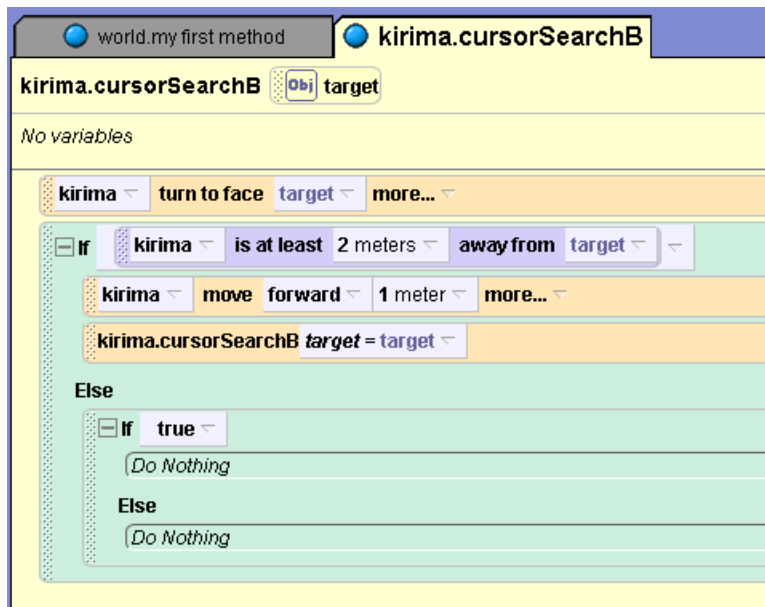 world.my first method kirima.cursorSearchB
kirima.cursorSearchB Obj target
No variables
kirima turn to face target more...
If kirima is at least 2 meters away from target
kirima move forward 1 meter more...
kirima.cursorSearchB target = target
Else
If true
Do Nothing
Else
Do Nothing